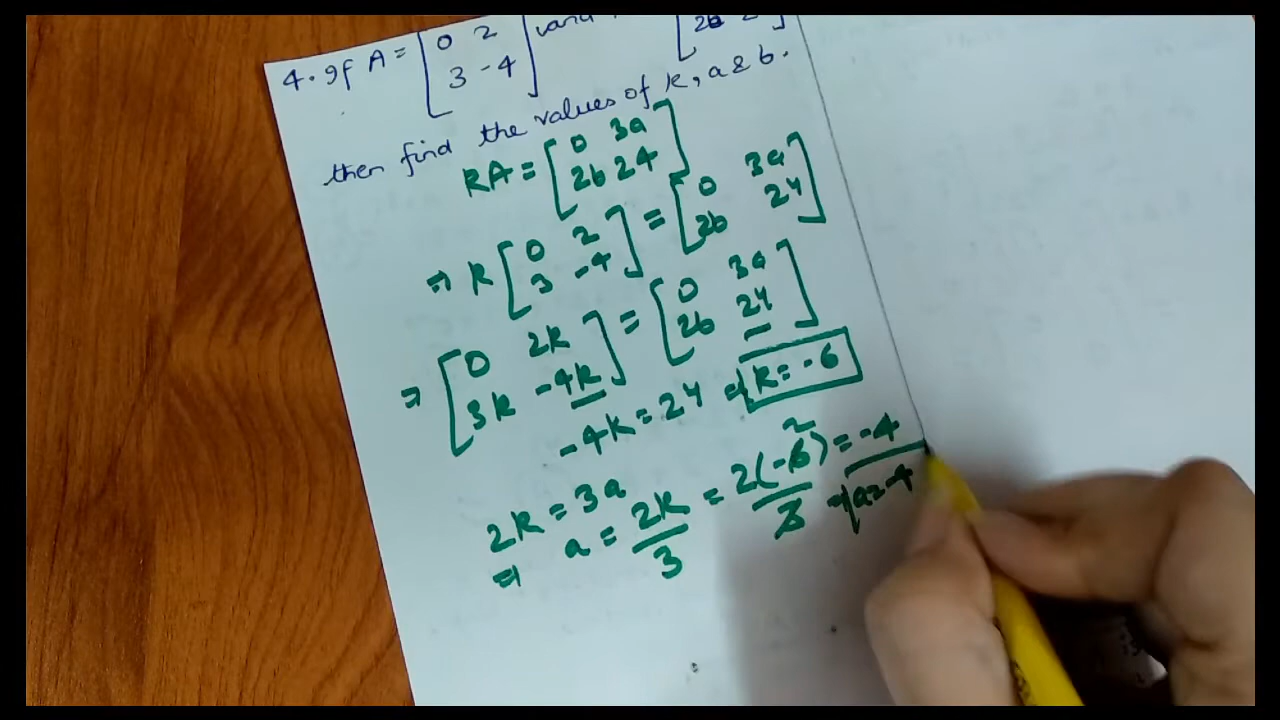 4. If A = [0 2 and [2b
3 -4]
then find the values of k, a & b.
kA = [0 3a
2b 24]
⇒ k [0 2 = [0 3a
3 -4] 2b 24]
⇒ [0 2k = [0 3a
3k -4k] 2b 24]
-4k = 24 ⇒ k = -6
2k = 3a
⇒ a = 2k/3 = 2(-6)/3 = -4
2
⇒ a = -4